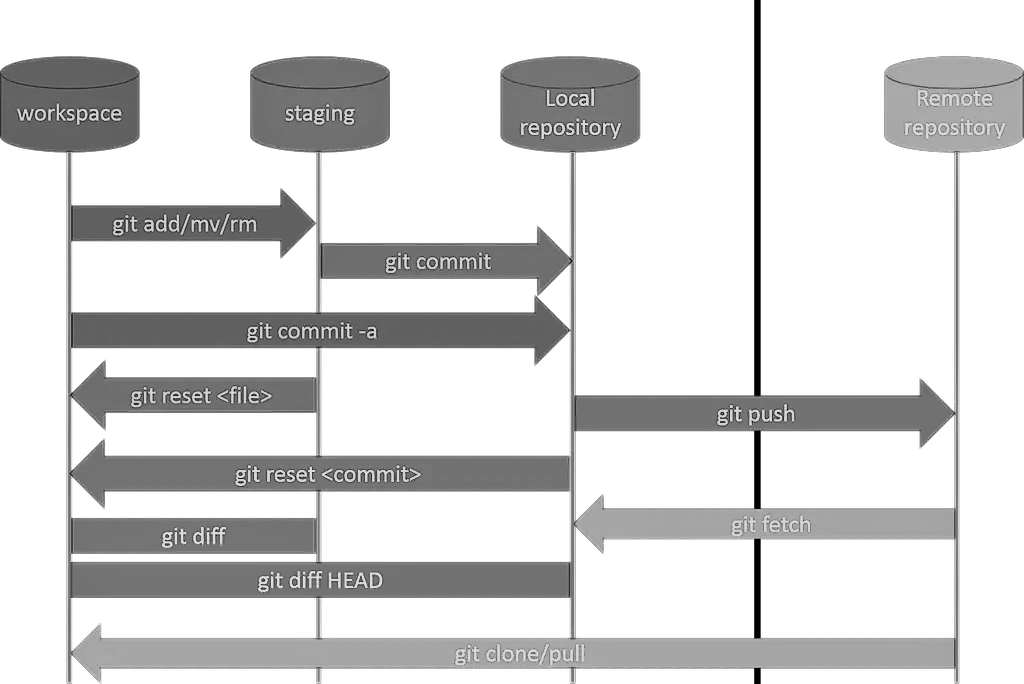 workspace
staging
Local
repository
Remote
repository
git add/mv/rm
git commit
git commit -a
git reset <file>
git push
git reset <commit>
git fetch
git diff
git diff HEAD
git clone/pull